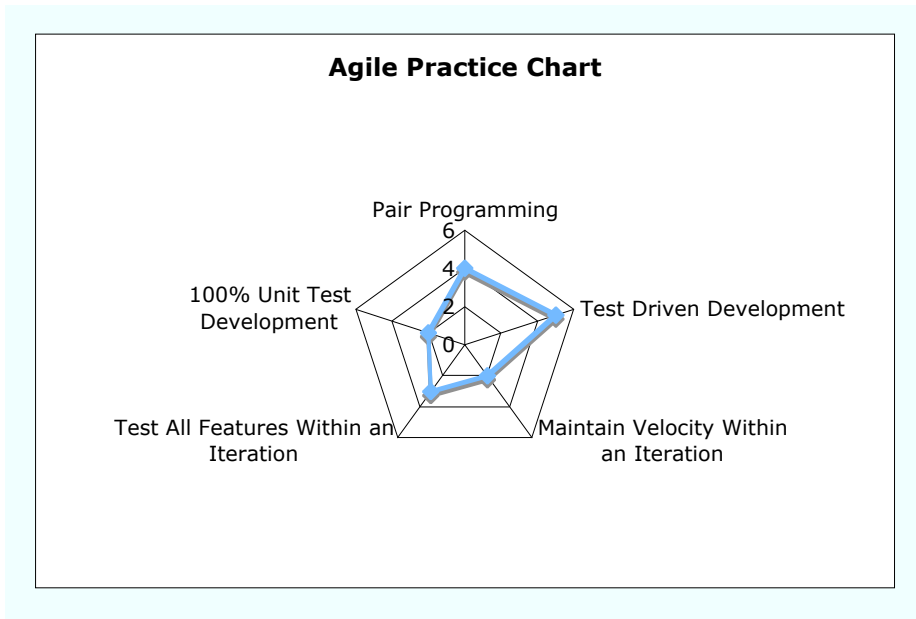 Agile Practice Chart
Pair Programming
6
4
2
0
100% Unit Test
Development
Test Driven Development
Test All Features Within an
Iteration
Maintain Velocity Within
an Iteration